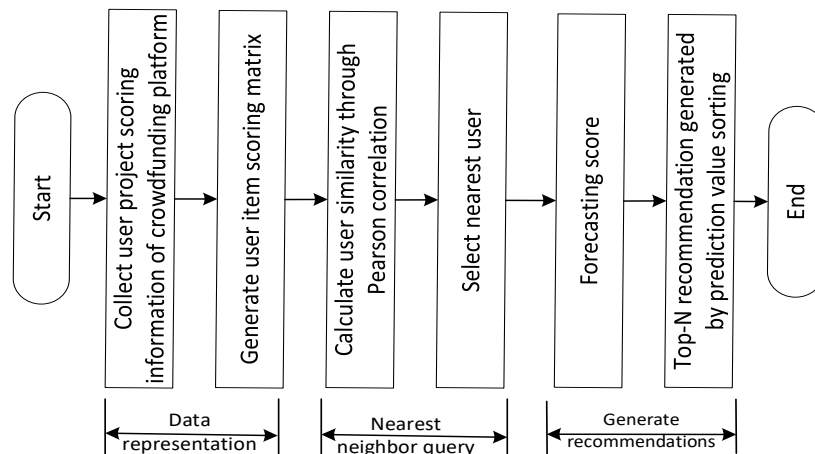 Start
Collect user project scoring
information of crowdfunding platform
Generate user item scoring matrix
Calculate user similarity through
Pearson correlation
Select nearest user
Forecasting score
Top-N recommendation generated
by prediction value sorting
End
Data
representation
Nearest
neighbor query
Generate
recommendations